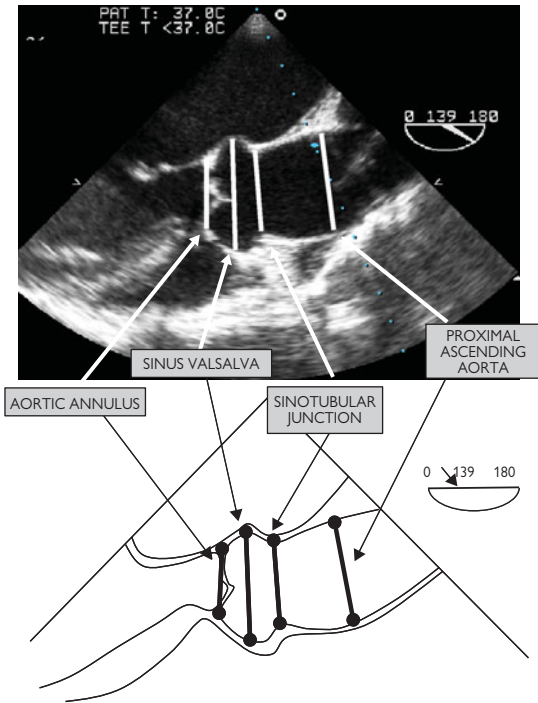 PAT T: 37.0C
TEE T <37.0C
0 139 180
SINUS VALSALVA
PROXIMAL
ASCENDING
AORTA
AORTIC ANNULUS
SINOTUBULAR
JUNCTION
0 139 180